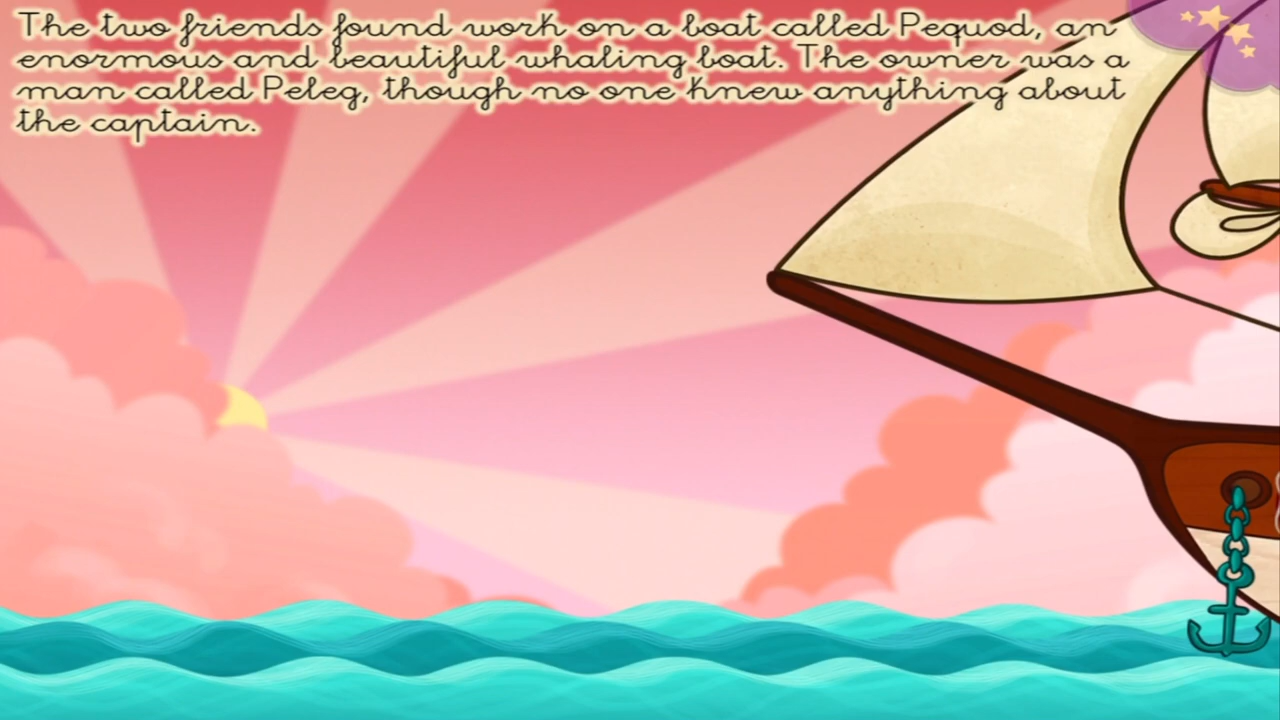 The two friends found work on a boat called Pequod, an
enormous and beautiful whaling boat. The owner was a
man called Peleg, though no one knew anything about
the captain.